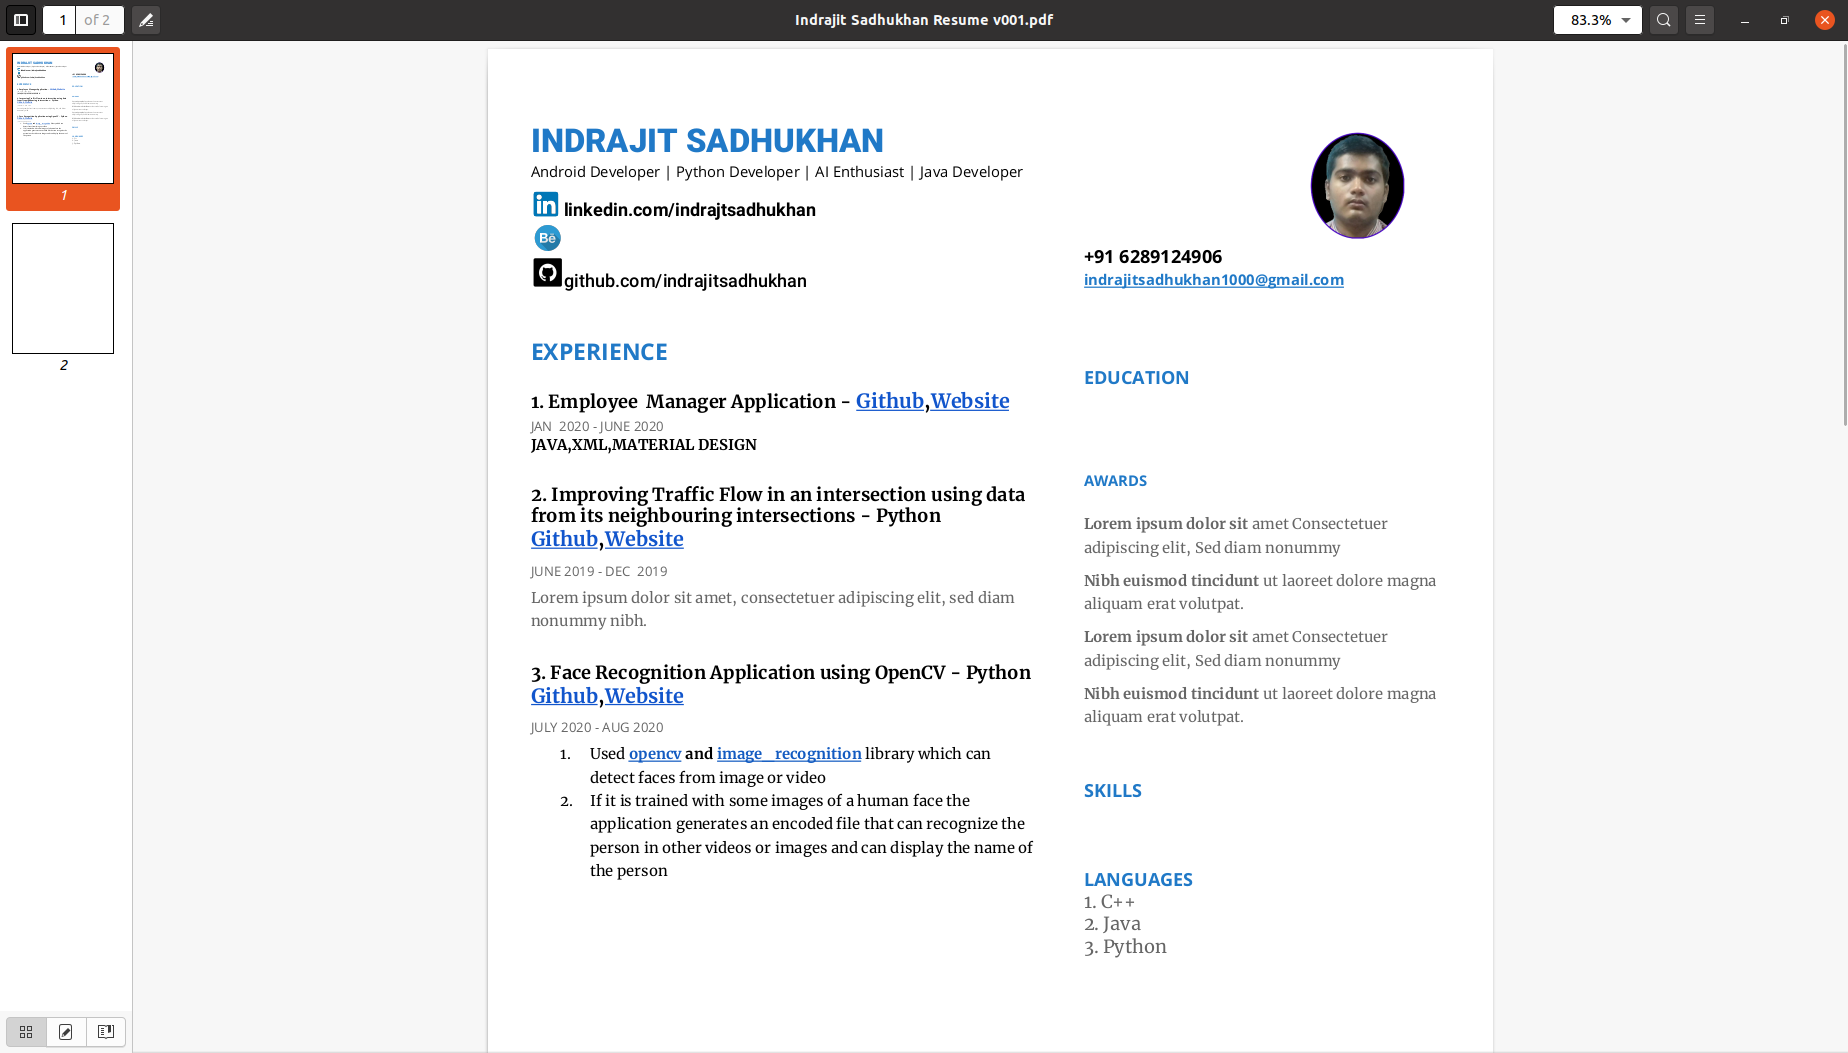 1 of 2
Indrajit Sadhukhan Resume v001.pdf
83.3%
1
2
INDRAJIT SADHUKHAN
Android Developer | Python Developer | AI Enthusiast | Java Developer
in linkedin.com/indrajtsadhukhan
Bē
github.com/indrajitsadhukhan
+91 6289124906
indrajitsadhukhan1000@gmail.com
EXPERIENCE
1. Employee  Manager Application - Github,Website
JAN  2020 - JUNE 2020
JAVA,XML,MATERIAL DESIGN
2. Improving Traffic Flow in an intersection using data
from its neighbouring intersections - Python
Github,Website
JUNE 2019 - DEC  2019
Lorem ipsum dolor sit amet, consectetuer adipiscing elit, sed diam
nonummy nibh.
3. Face Recognition Application using OpenCV - Python
Github,Website
JULY 2020 - AUG 2020
1. Used opencv and image_recognition library which can
detect faces from image or video
2. If it is trained with some images of a human face the
application generates an encoded file that can recognize the
person in other videos or images and can display the name of
the person
EDUCATION
AWARDS
Lorem ipsum dolor sit amet Consectetuer
adipiscing elit, Sed diam nonummy
Nibh euismod tincidunt ut laoreet dolore magna
aliquam erat volutpat.
Lorem ipsum dolor sit amet Consectetuer
adipiscing elit, Sed diam nonummy
Nibh euismod tincidunt ut laoreet dolore magna
aliquam erat volutpat.
SKILLS
LANGUAGES
1. C++
2. Java
3. Python